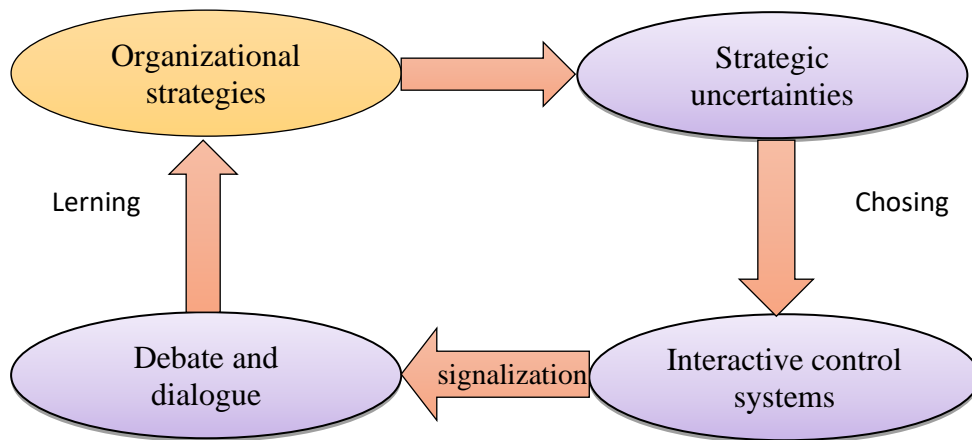 Organizational
strategies
Strategic
uncertainties
Lerning
Chosing
Debate and
dialogue
signalization
Interactive control
systems